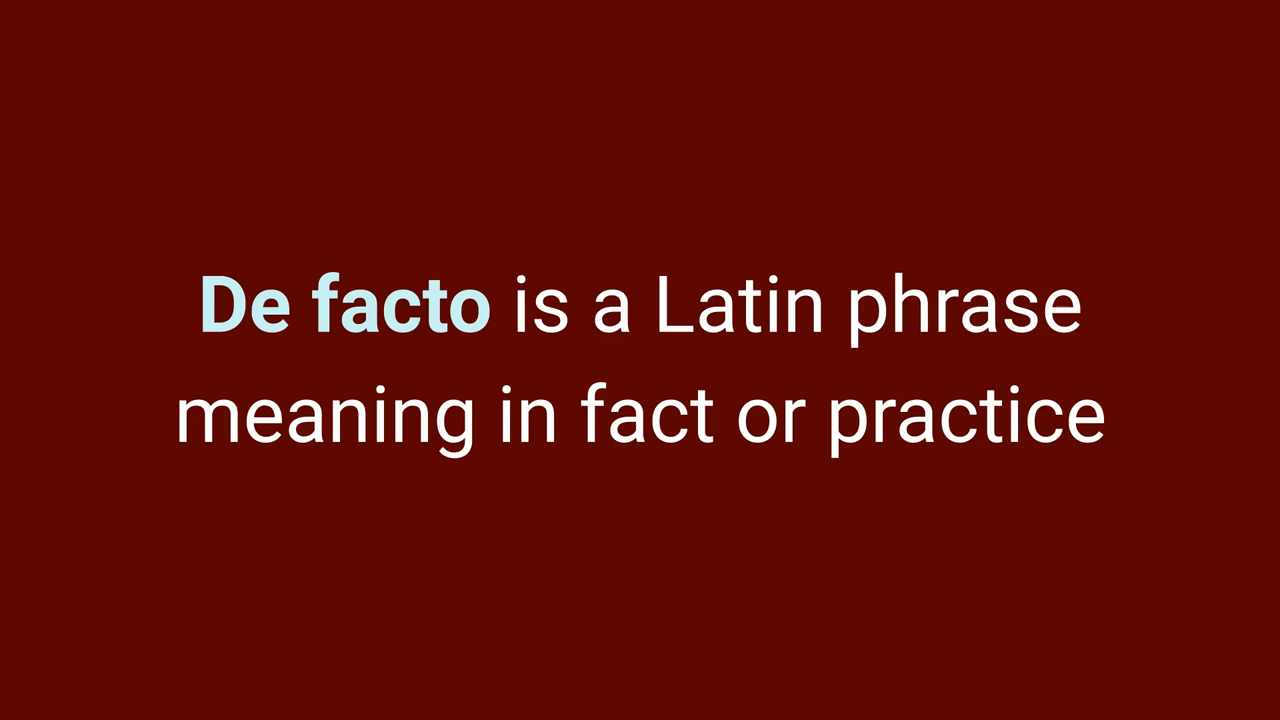 De facto is a Latin phrase
meaning in fact or practice